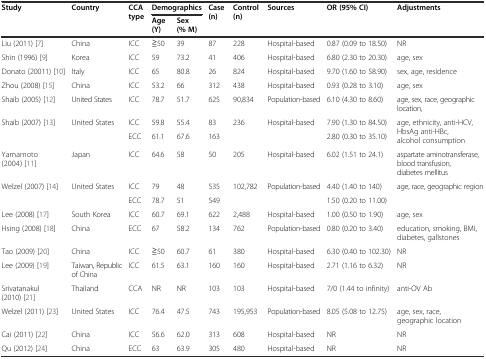 Study Country CCA type Demographics Case (n) Control (n) Sources OR (95% CI) Adjustments
Age (Y) Sex (% M)
Liu (2011) [7] China ICC ≧50 39 87 228 Hospital-based 0.87 (0.09 to 18.50) NR
Shin (1996) [9] Korea ICC 59 73.2 41 406 Hospital-based 6.80 (2.30 to 20.30) age, sex
Donato (20011) [10] Italy ICC 65 80.8 26 824 Hospital-based 9.70 (1.60 to 58.90) sex, age, residence
Zhou (2008) [15] China ICC 53.2 66 312 438 Hospital-based 0.93 (0.28 to 3.10) age, sex
Shaib (2005) [12] United States ICC 78.7 51.7 625 90,834 Population-based 6.10 (4.30 to 8.60) age, sex, race, geographic location,
Shaib (2007) [13] United States ICC 59.8 55.4 83 236 Hospital-based 7.90 (1.30 to 84.50) age, ethnicity, anti-HCV, HbsAg anti-HBc, alcohol consumption
ECC 61.1 67.6 163 2.80 (0.30 to 35.10)
Yamamoto (2004) [11] Japan ICC 64.6 58 50 205 Hospital-based 6.02 (1.51 to 24.1) aspartate aminotransferase, blood transfusion, diabetes mellitus
Welzel (2007) [14] United States ICC 79 48 535 102,782 Population-based 4.40 (1.40 to 140) age, race, geographic region
ECC 78.7 51 549 1.50 (0.20 to 11.00)
Lee (2008) [17] South Korea ICC 60.7 69.1 622 2,488 Hospital-based 1.00 (0.50 to 1.90) age, sex
Hsing (2008) [18] China ECC 67 58.2 134 762 Population-based 0.80 (0.20 to 3.40) education, smoking, BMI, diabetes, gallstones
Tao (2009) [20] China ICC ≧50 60.7 61 380 Hospital-based 6.30 (0.40 to 102.30) NR
Lee (2009) [19] Taiwan, Republic of China ICC 61.5 63.1 160 160 Hospital-based 2.71 (1.16 to 6.32) NR
Srivatanakul (2010) [21] Thailand CCA NR NR 103 103 Hospital-based 7/0 (1.44 to infinity) anti-OV Ab
Welzel (2011) [23] United States ICC 76.4 47.5 743 195,953 Population-based 8.05 (5.08 to 12.75) age, sex, race, geographic location
Cai (2011) [22] China ICC 56.6 62.0 313 608 Hospital-based NR NR
Qu (2012) [24] China ECC 63 63.9 305 480 Hospital-based NR NR